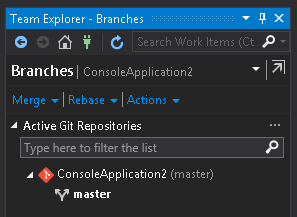 Team Explorer - Branches
Search Work Items (Ct
Branches | ConsoleApplication2
Merge | Rebase | Actions
Active Git Repositories ...
Type here to filter the list
ConsoleApplication2 (master)
master